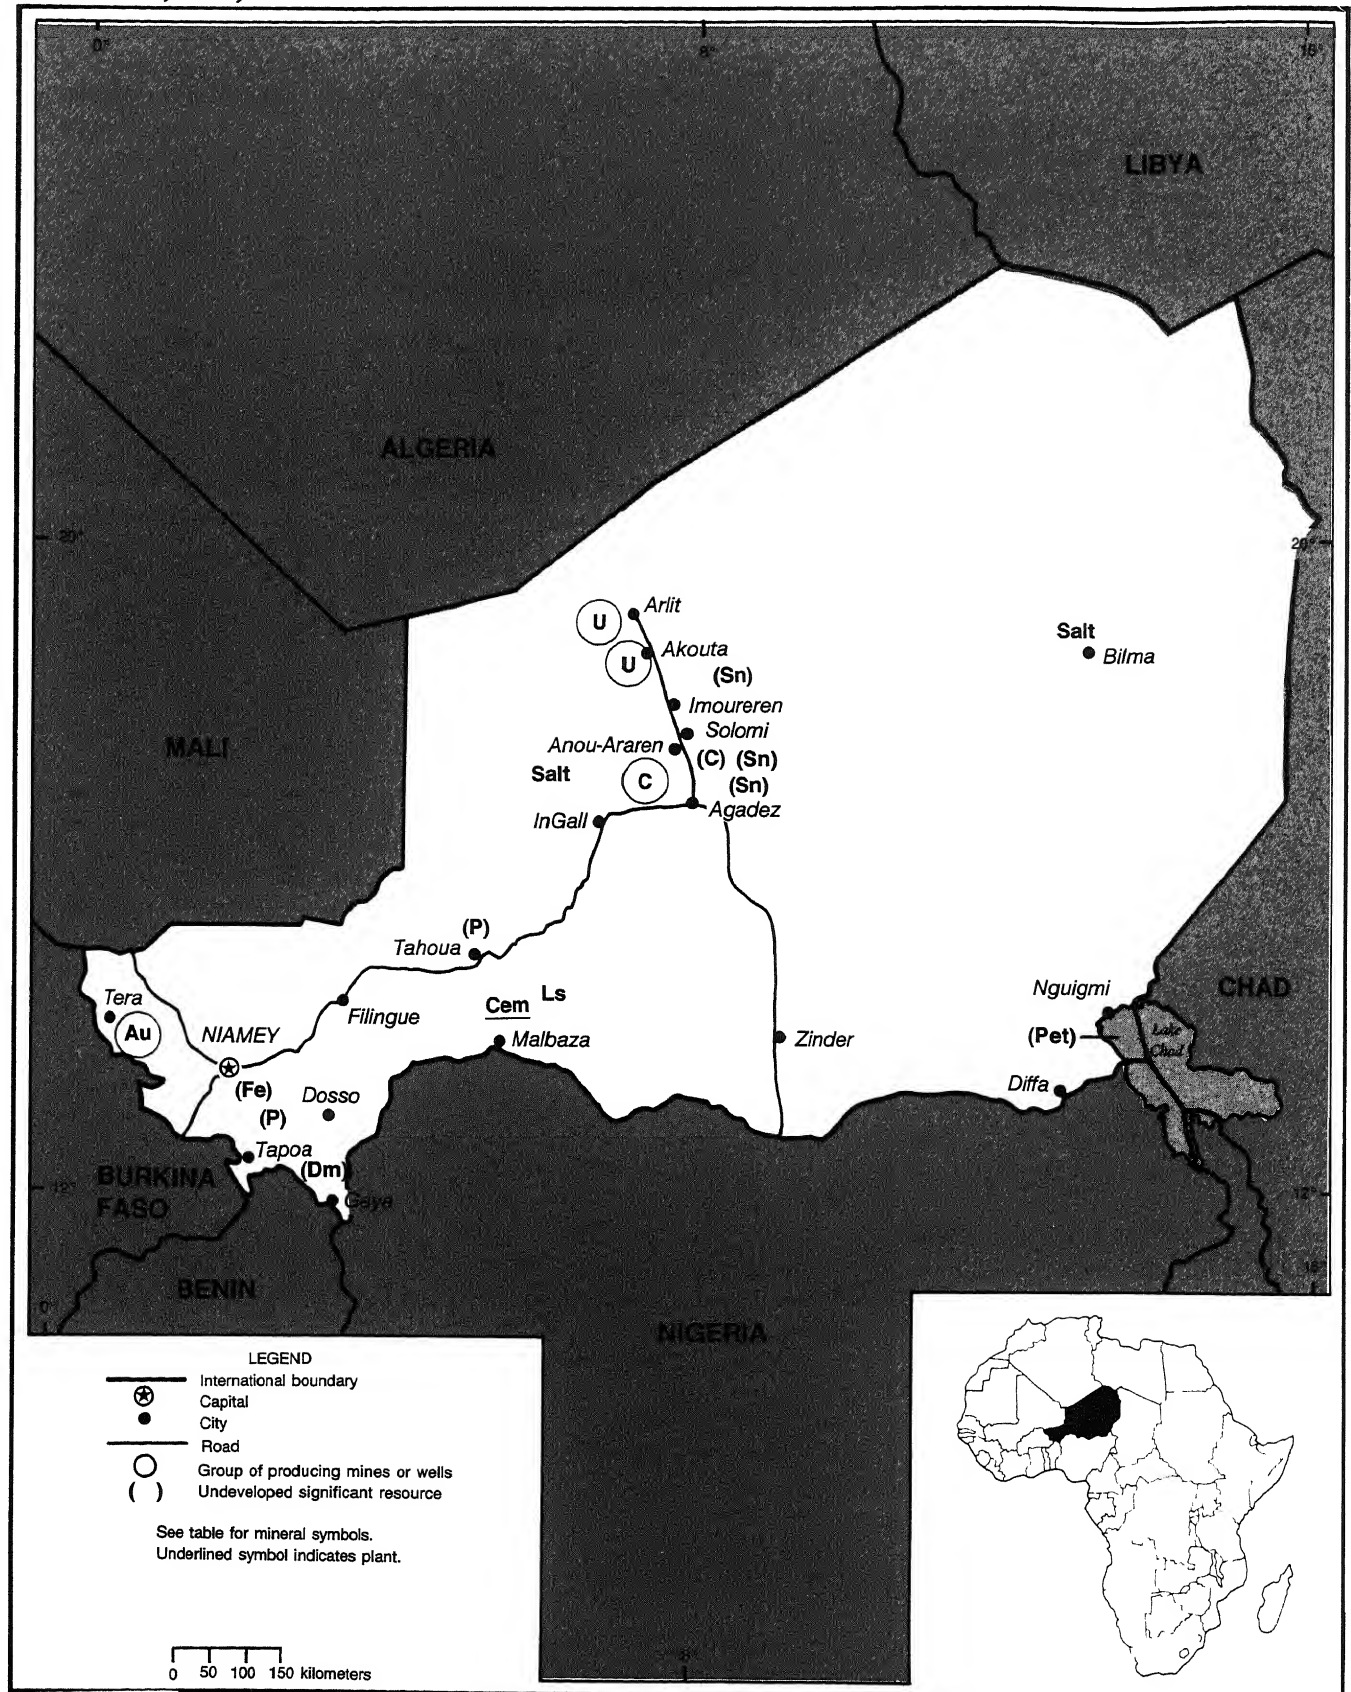 0°
8°
16°
LIBYA
ALGERIA
20°
20°
Arlit
U
Akouta
U
(Sn)
Salt
Bilma
Imoureren
Solomi
MALI
Anou-Araren
(C) (Sn)
Salt
C
(Sn)
Agadez
InGall
(P)
Tahoua
CHAD
Nguigmi
Tera
Filingue
Cem
Ls
Au
NIAMEY
Malbaza
Zinder
(Pet)
Lake
Chad
Diffa
(Fe)
Dosso
(P)
Tapoa
(Dm)
BURKINA
FASO
12°
12°
Gaya
BENIN
16°
0°
NIGERIA
LEGEND
International boundary
Capital
City
Road
Group of producing mines or wells
( ) Undeveloped significant resource
See table for mineral symbols.
Underlined symbol indicates plant.
0 50 100 150 kilometers
8°